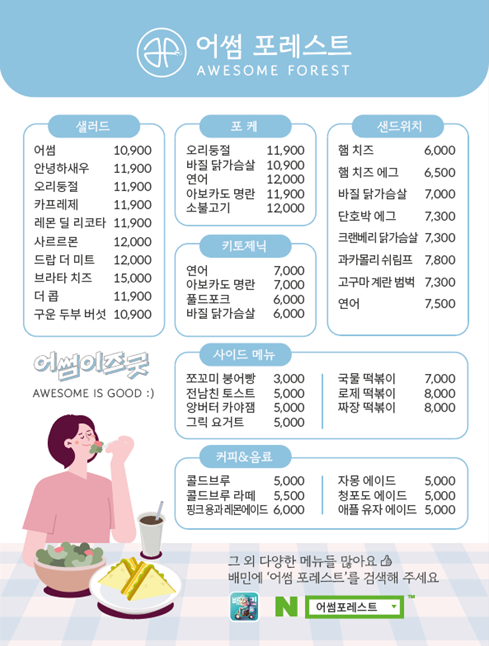 어썸 포레스트
AWESOME FOREST
샐러드
어썸 10,900
안녕하새우 11,900
오리둥절 11,900
카프레제 11,900
레몬 딜 리코타 11,900
사르르몬 12,000
드랍 더 미트 12,000
브라타 치즈 15,000
더 콥 11,900
구운 두부 버섯 10,900
포 케
오리둥절 11,900
바질 닭가슴살 10,900
연어 12,000
아보카도 명란 11,900
소불고기 12,000
키토제닉
연어 7,000
아보카도 명란 7,000
풀드포크 6,000
바질 닭가슴살 6,000
샌드위치
햄 치즈 6,000
햄 치즈 에그 6,500
바질 닭가슴살 7,000
단호박 에그 7,300
크랜베리 닭가슴살 7,300
과카몰리 쉬림프 7,800
고구마 계란 범벅 7,300
연어 7,500
어썸이즈굿
AWESOME IS GOOD :)
사이드 메뉴
쪼꼬미 붕어빵 3,000
전남친 토스트 5,000
앙버터 카야잼 5,000
그릭 요거트 5,000
국물 떡볶이 7,000
로제 떡볶이 8,000
짜장 떡볶이 8,000
커피&음료
콜드브루 5,000
콜드브루 라떼 5,500
핑크용과레몬에이드 6,000
자몽 에이드 5,000
청포도 에이드 5,000
애플 유자 에이드 5,000
그 외 다양한 메뉴들 많아요
배민에 '어썸 포레스트'를 검색해 주세요
N 어썸포레스트 ™